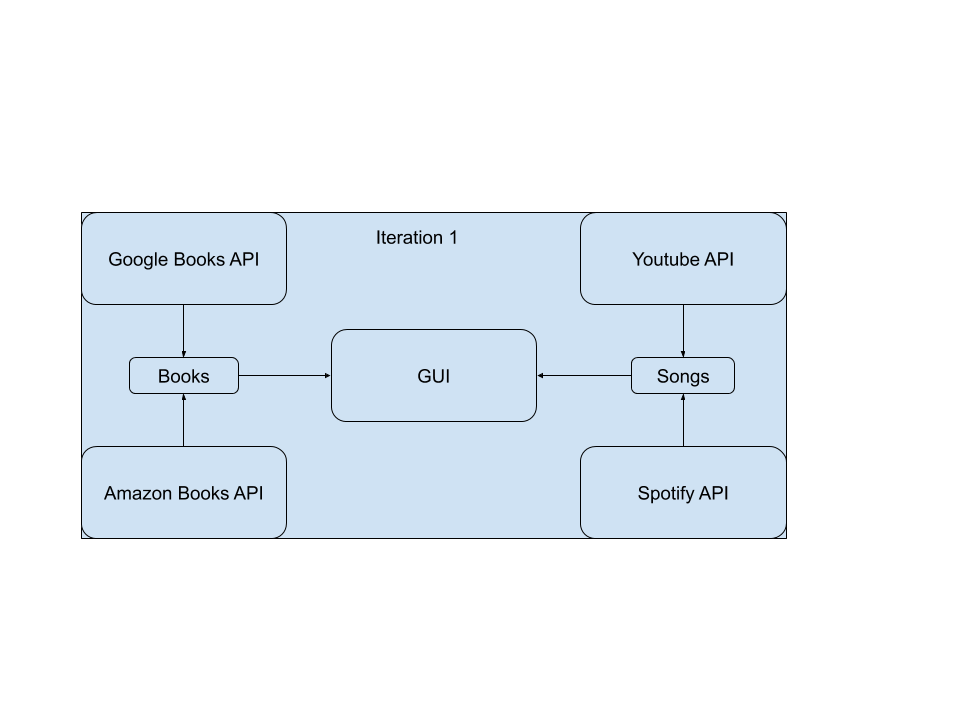 Iteration 1
Google Books API
Youtube API
Books
GUI
Songs
Amazon Books API
Spotify API